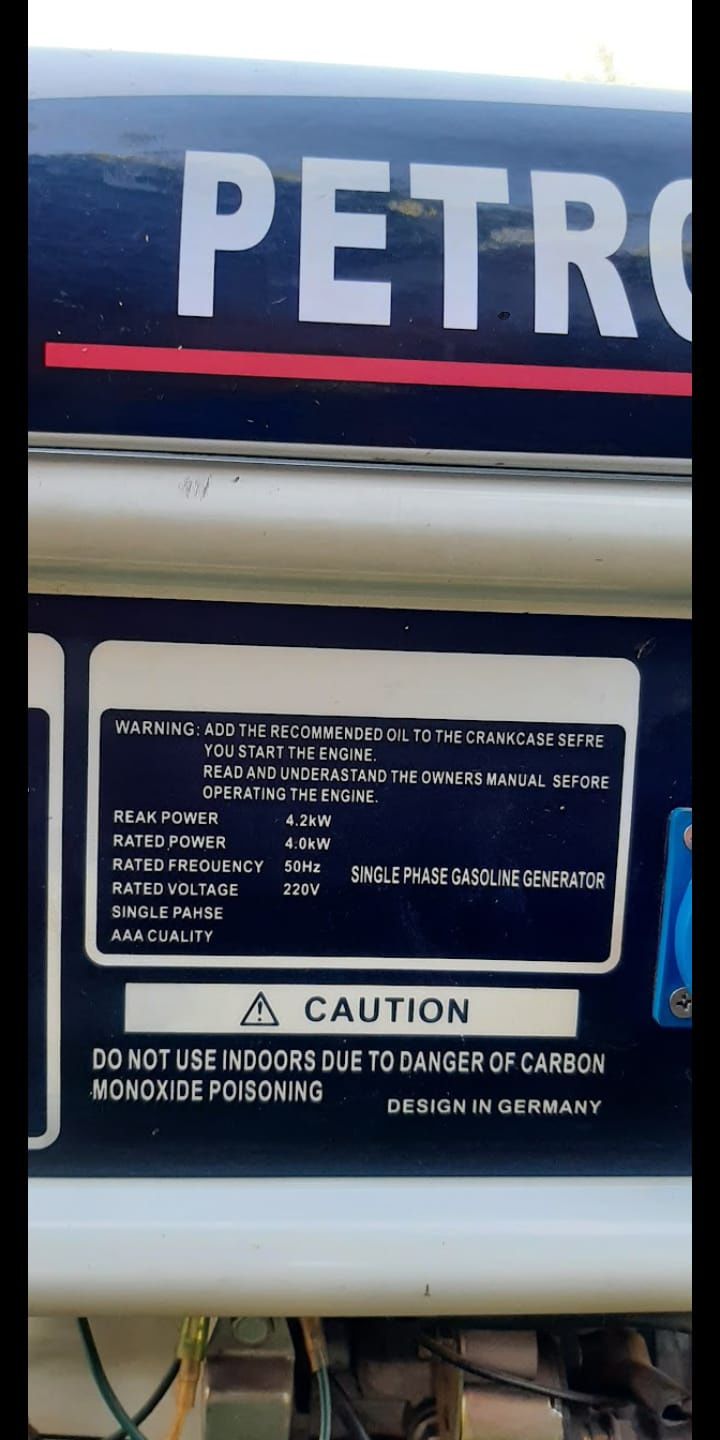 PETRO
WARNING: ADD THE RECOMMENDED OIL TO THE CRANKCASE SEFRE
YOU START THE ENGINE.
READ AND UNDERASTAND THE OWNERS MANUAL SEFORE
OPERATING THE ENGINE.
REAK POWER 4.2kW
RATED POWER 4.0kW
RATED FREOUENCY 50Hz
RATED VOLTAGE 220V
SINGLE PHASE GASOLINE GENERATOR
SINGLE PAHSE
AAA CUALITY
CAUTION
DO NOT USE INDOORS DUE TO DANGER OF CARBON
MONOXIDE POISONING
DESIGN IN GERMANY